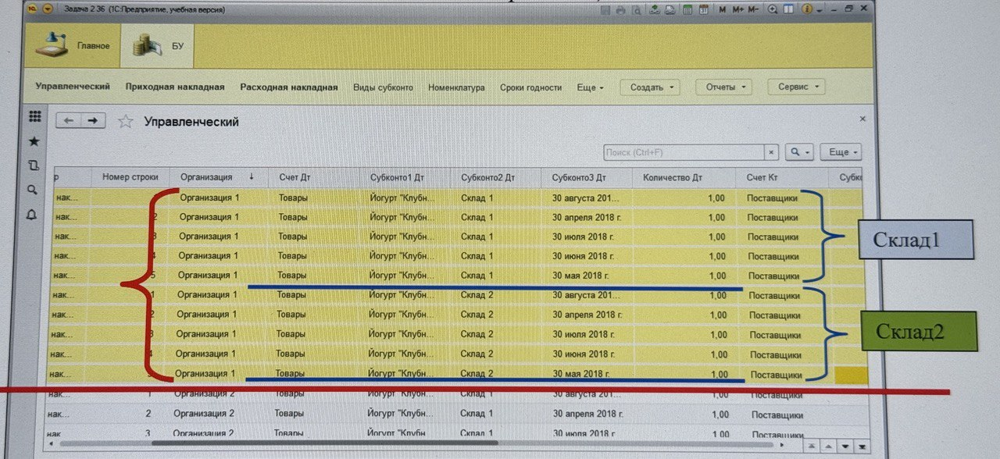 Задача 2 36 (1С:Предприятие, учебная версия)
M M+ M-
Главное
БУ
Управленческий Приходная накладная Расходная накладная Виды субконто Номенклатура Сроки годности Еще Создать Отчеты Сервис
Управленческий
Поиск (Ctrl+F) × Еще
р Номер строки Организация ↓ Счет Дт Субконто1 Дт Субконто2 Дт Субконто3 Дт Количество Дт Счет Кт Субко
нак... Организация 1 Товары Йогурт "Клубн... Склад 1 30 августа 201... 1,00 Поставщики
нак... 2 Организация 1 Товары Йогурт "Клубн... Склад 1 30 апреля 2018 г. 1,00 Поставщики
нак... 3 Организация 1 Товары Йогурт "Клубн... Склад 1 30 июля 2018 г. 1,00 Поставщики
нак... 4 Организация 1 Товары Йогурт "Клубн... Склад 1 30 июня 2018 г. 1,00 Поставщики
нак... 5 Организация 1 Товары Йогурт "Клубн... Склад 1 30 мая 2018 г. 1,00 Поставщики
нак... 1 Организация 1 Товары Йогурт "Клубн... Склад 2 30 августа 201... 1,00 Поставщики
нак... 2 Организация 1 Товары Йогурт "Клубн... Склад 2 30 апреля 2018 г. 1,00 Поставщики
нак... 3 Организация 1 Товары Йогурт "Клубн... Склад 2 30 июля 2018 г. 1,00 Поставщики
нак... 4 Организация 1 Товары Йогурт "Клубн... Склад 2 30 июня 2018 г. 1,00 Поставщики
нак... Организация 1 Товары Йогурт "Клубн... Склад 2 30 мая 2018 г. 1,00 Поставщики
нак... 1 Организация 2 Товары Йогурт "Клубн... Склад 1 30 августа 201... 1,00 Поставщики
нак... 2 Организация 2 Товары Йогурт "Клубн... Склад 1 30 апреля 2018 г. 1,00 Поставщики
нак 3 Организация 2 Товары Йогурт "Клубн Склад 1 30 июля 2018 г. 1,00 Поставщики
Склад1
Склад2